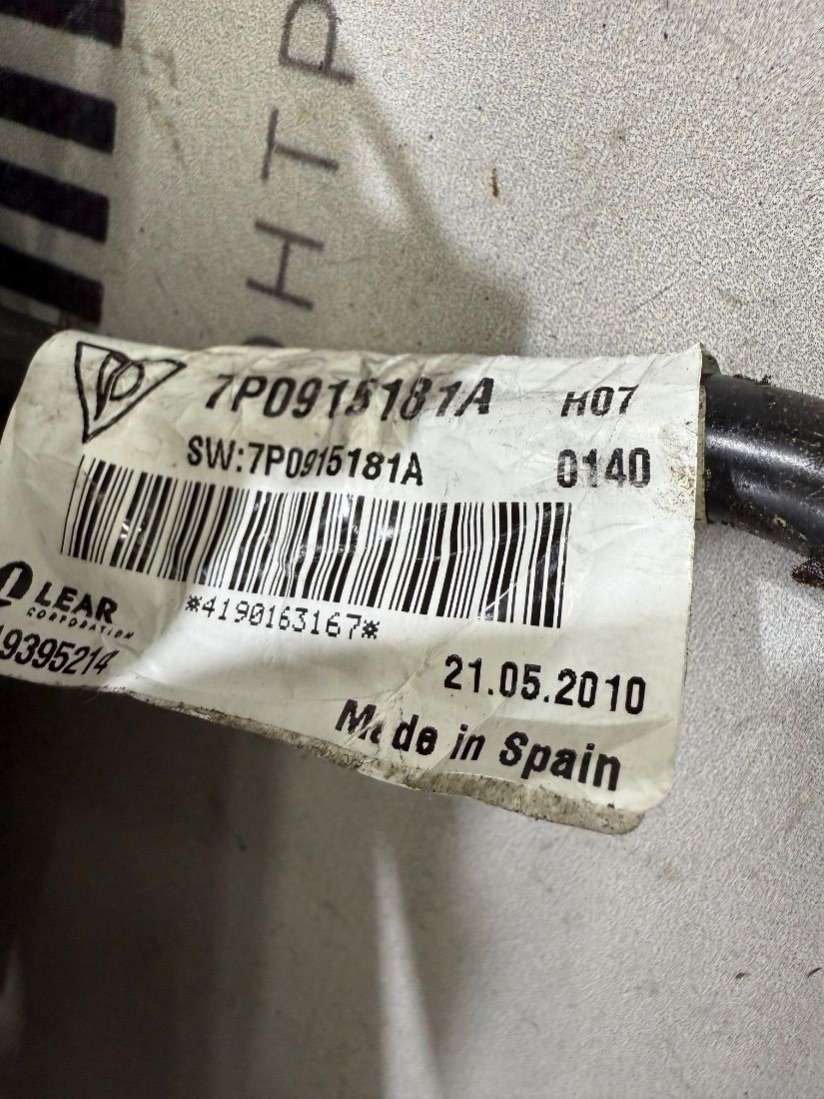 7P0915181A H07
SW:7P0915181A 0140
LEAR
CORPORATION
*4190163167*
19395214
21.05.2010
Made in Spain